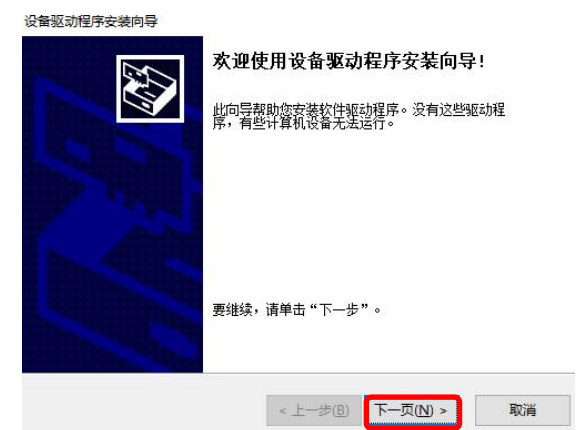 设备驱动程序安装向导
欢迎使用设备驱动程序安装向导!
此向导帮助您安装软件驱动程序。没有这些驱动程
序，有些计算机设备无法运行。
要继续，请单击“下一步”。
< 上一步(B)
下一页(N) >
取消